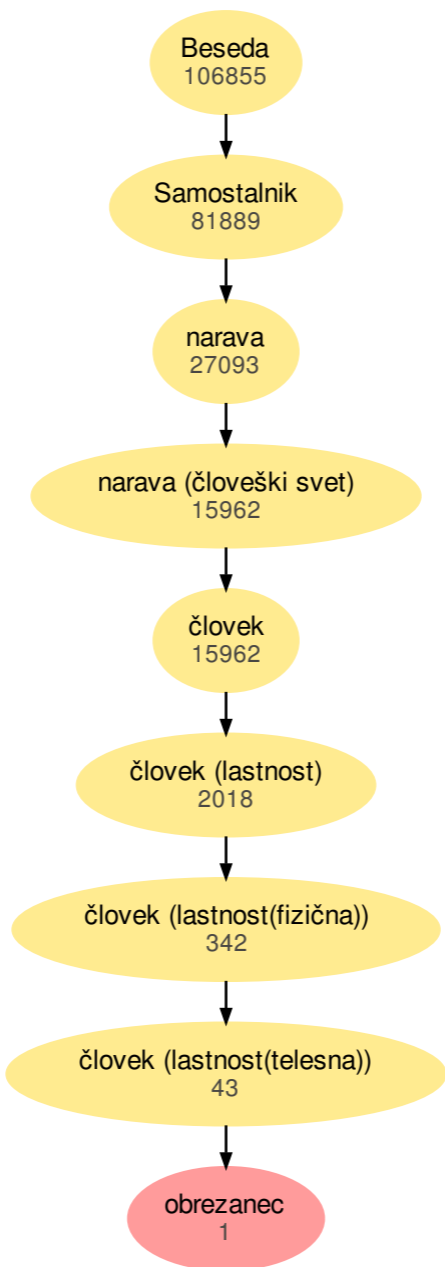 Beseda
106855
Samostalnik
81889
narava
27093
narava (človeški svet)
15962
človek
15962
človek (lastnost)
2018
človek (lastnost(fizična))
342
človek (lastnost(telesna))
43
obrezanec
1